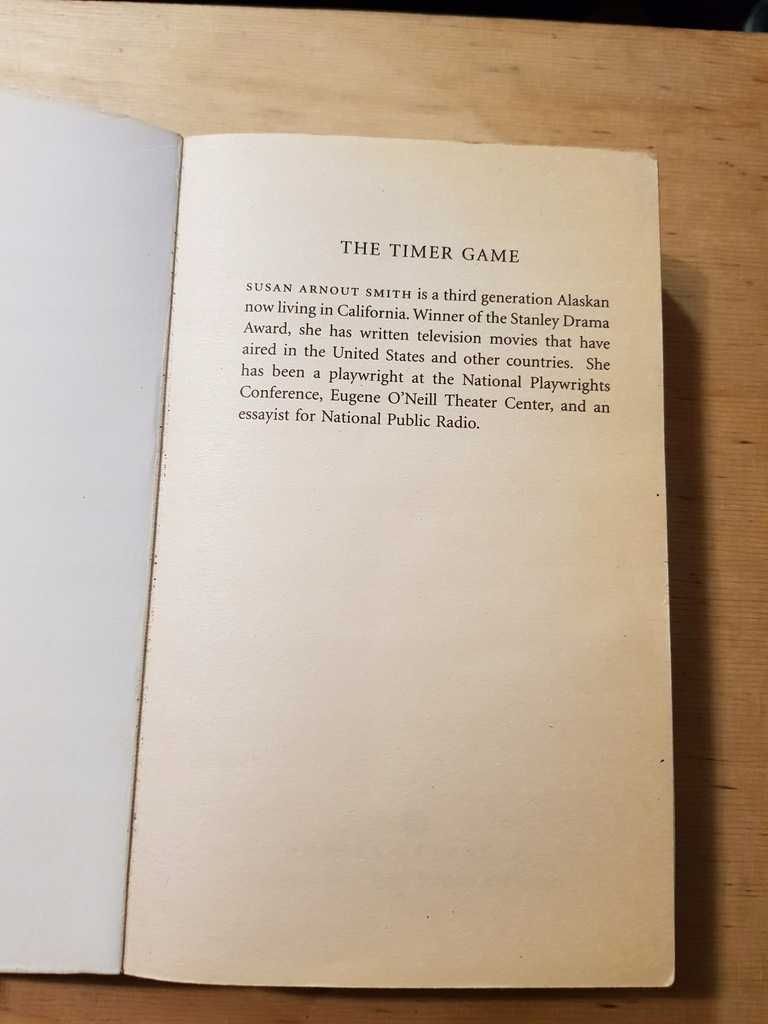 THE TIMER GAME
SUSAN ARNOUT SMITH is a third generation Alaskan
now living in California. Winner of the Stanley Drama
Award, she has written television movies that have
aired in the United States and other countries. She
has been a playwright at the National Playwrights
Conference, Eugene O’Neill Theater Center, and an
essayist for National Public Radio.